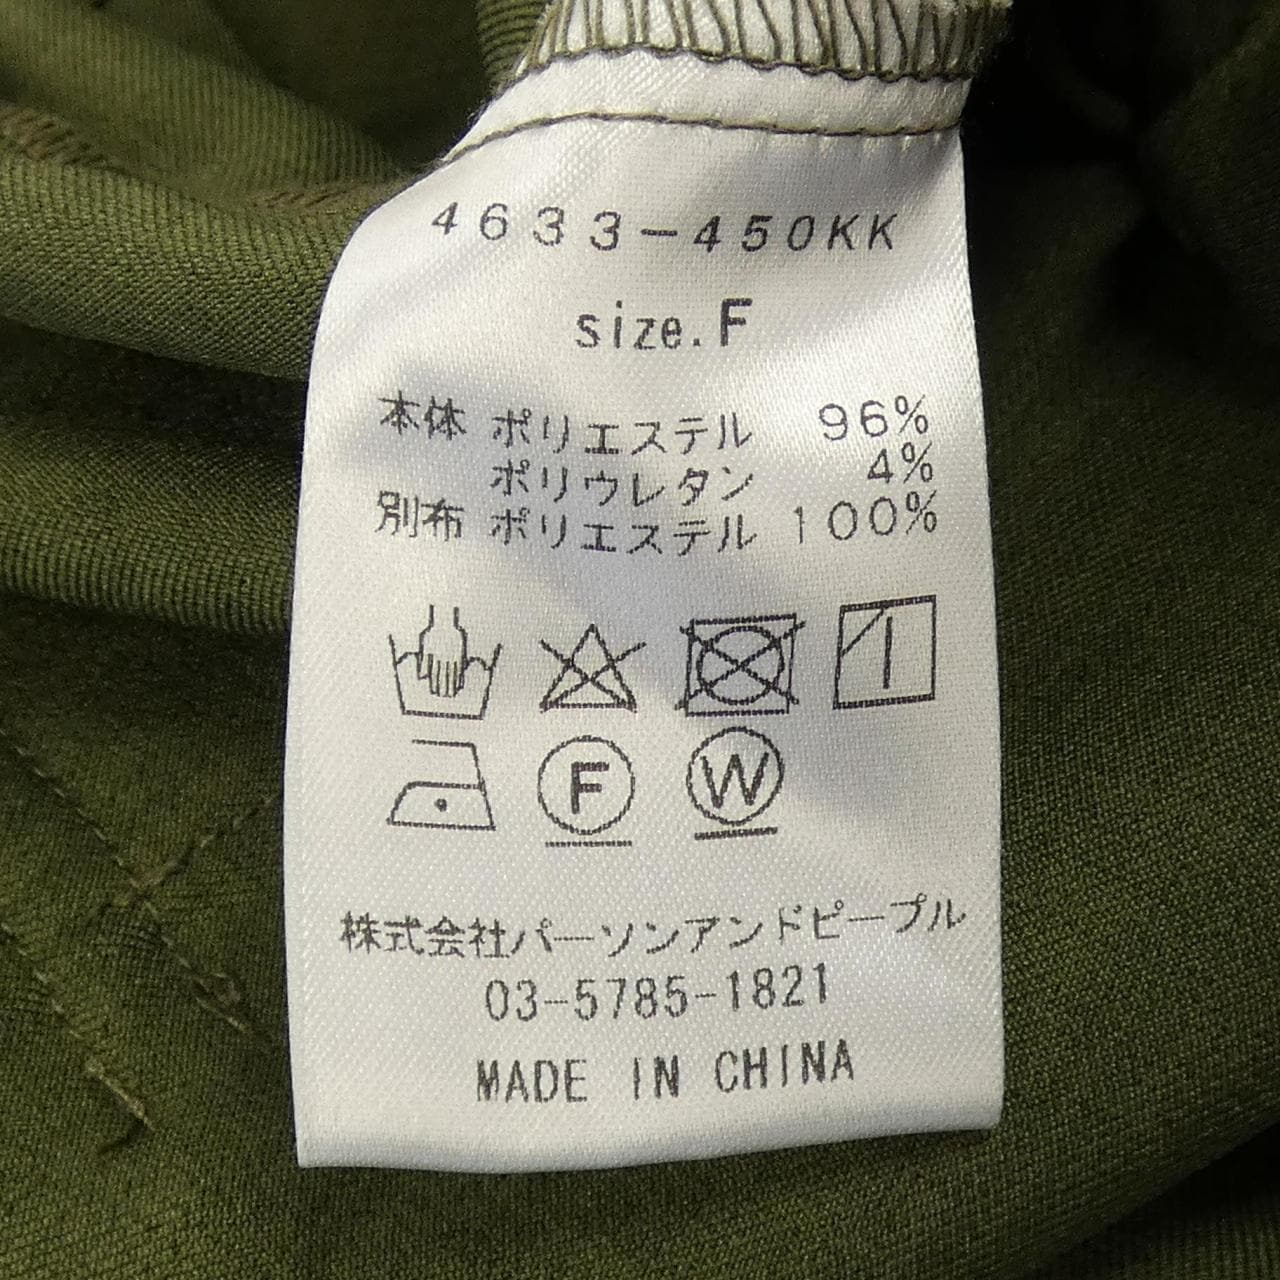 4633-450KK
size.F
本体 ポリエステル 96%
ポリウレタン 4%
別布 ポリエステル 100%
F W
株式会社パーソンアンドピープル
03-5785-1821
MADE IN CHINA